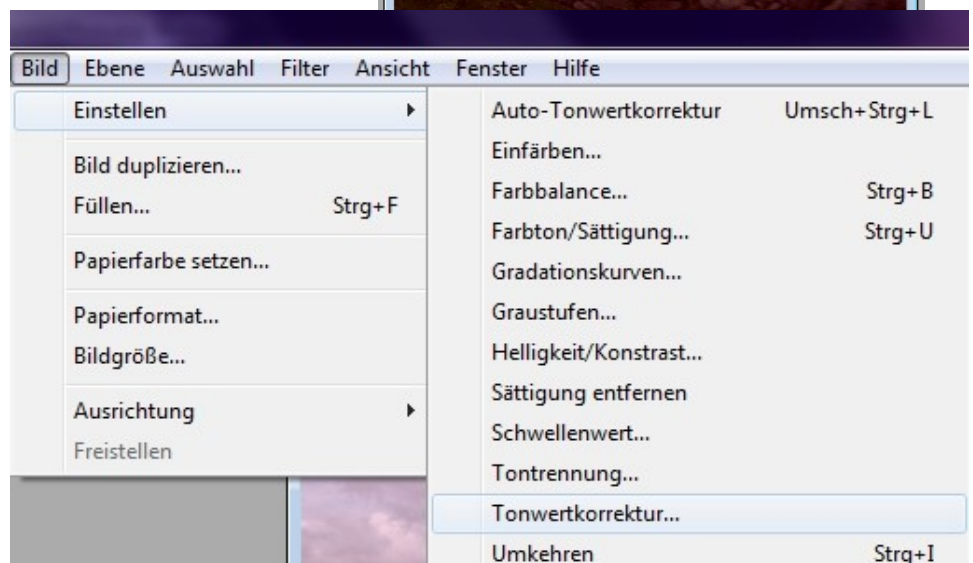 Bild Ebene Auswahl Filter Ansicht Fenster Hilfe
Einstellen
Bild duplizieren...
Füllen... Strg+F
Papierfarbe setzen...
Papierformat...
Bildgröße...
Ausrichtung
Freistellen
Auto-Tonwertkorrektur Umsch+Strg+L
Einfärben...
Farbbalance... Strg+B
Farbton/Sättigung... Strg+U
Gradationskurven...
Graustufen...
Helligkeit/Konstrast...
Sättigung entfernen
Schwellenwert...
Tontrennung...
Tonwertkorrektur...
Umkehren Strg+I